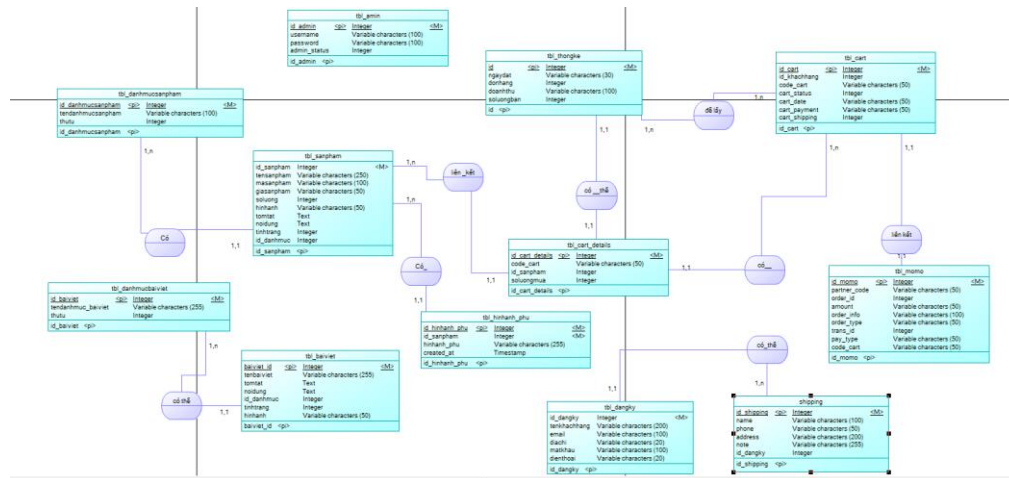 tbl_amin
id_admin <pi> Integer <M>
username Variable characters (100)
password Variable characters (100)
admin_status Integer
id_admin <pi>
tbl_thongke
id <pi> Integer <M>
ngaydat Variable characters (30)
donhang Integer
doanhthu Variable characters (100)
soluongban Integer
id <pi>
tbl_cart
id_cart <pi> Integer <M>
id_khachhang Integer
code_cart Variable characters (50)
cart_status Integer
cart_date Variable characters (50)
cart_payment Variable characters (50)
cart_shipping Integer
id_cart <pi>
tbl_danhmucsanpham
id_danhmucsanpham <pi> Integer <M>
tendanhmucsanpham Variable characters (100)
thutu Integer
id_danhmucsanpham <pi>
1,n
để lấy
1,n
1,1
1,n
1,n
1,1
tbl_sanpham
id_sanpham Integer <M>
tensanpham Variable characters (250)
masanpham Variable characters (100)
giasanpham Variable characters (50)
soluong Integer
hinhanh Variable characters (50)
tomtat Text
noidung Text
tinhtrang Integer
id_danhmuc Integer
id_sanpham <pi>
1,n
liên _kết
có __thể
1,n
Có
1,1
1,1
liên kết
1,1
Có_
1,1
tbl_cart_details
id_cart_details <pi> Integer <M>
code_cart Variable characters (50)
id_sanpham Integer
soluongmua Integer
id_cart_details <pi>
1,1
có__
1,1
tbl_momo
id_momo <pi> Integer <M>
partner_code Variable characters (50)
order_id Integer
amount Variable characters (50)
order_info Variable characters (100)
order_type Variable characters (50)
trans_id Integer
pay_type Variable characters (50)
code_cart Variable characters (50)
id_momo <pi>
tbl_danhmucbaiviet
id_baiviet <pi> Integer <M>
tendanhmuc_baiviet Variable characters (255)
thutu Integer
id_baiviet <pi>
1,1
tbl_hinhanh_phu
id_hinhanh_phu <pi> Integer <M>
id_sanpham Integer <M>
hinhanh_phu Variable characters (255)
created_at Timestamp
id_hinhanh_phu <pi>
1,n
có_thể
tbl_baiviet
baiviet_id <pi> Integer <M>
tenbaiviet Variable characters (255)
tomtat Text
noidung Text
id_danhmuc Integer
tinhtrang Integer
hinhanh Variable characters (50)
baiviet_id <pi>
có thể
1,1
1,1
1,n
tbl_dangky
id_dangky Integer <M>
tenkhachhang Variable characters (200)
email Variable characters (100)
diachi Variable characters (20)
matkhau Variable characters (100)
dienthoai Variable characters (20)
id_dangky <pi>
shipping
id_shipping <pi> Integer <M>
name Variable characters (100)
phone Variable characters (50)
address Variable characters (200)
note Variable characters (255)
id_dangky Integer
id_shipping <pi>